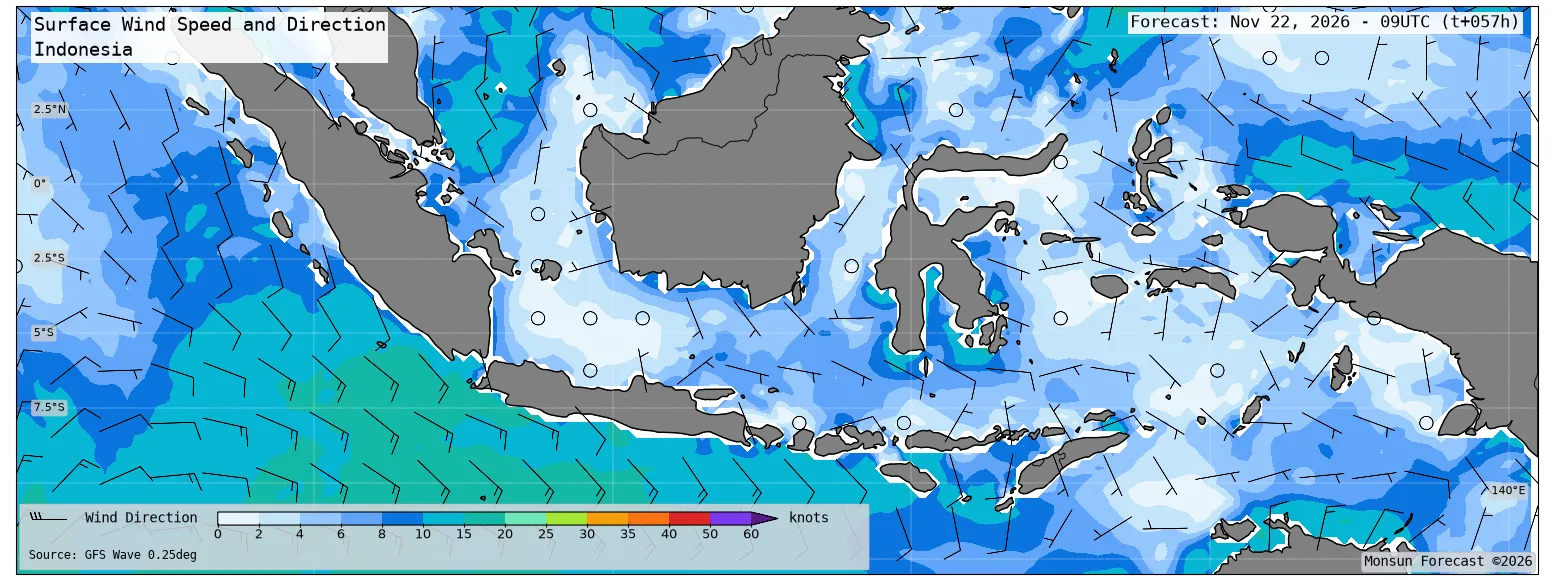 Surface Wind Speed and Direction
Indonesia
Forecast: Nov 22, 2026 - 09UTC (t+057h)
2.5°N
0°
2.5°S
5°S
7.5°S
140°E
Wind Direction
knots
0 2 4 6 8 10 15 20 25 30 35 40 50 60
Source: GFS Wave 0.25deg
Monsun Forecast ©2026